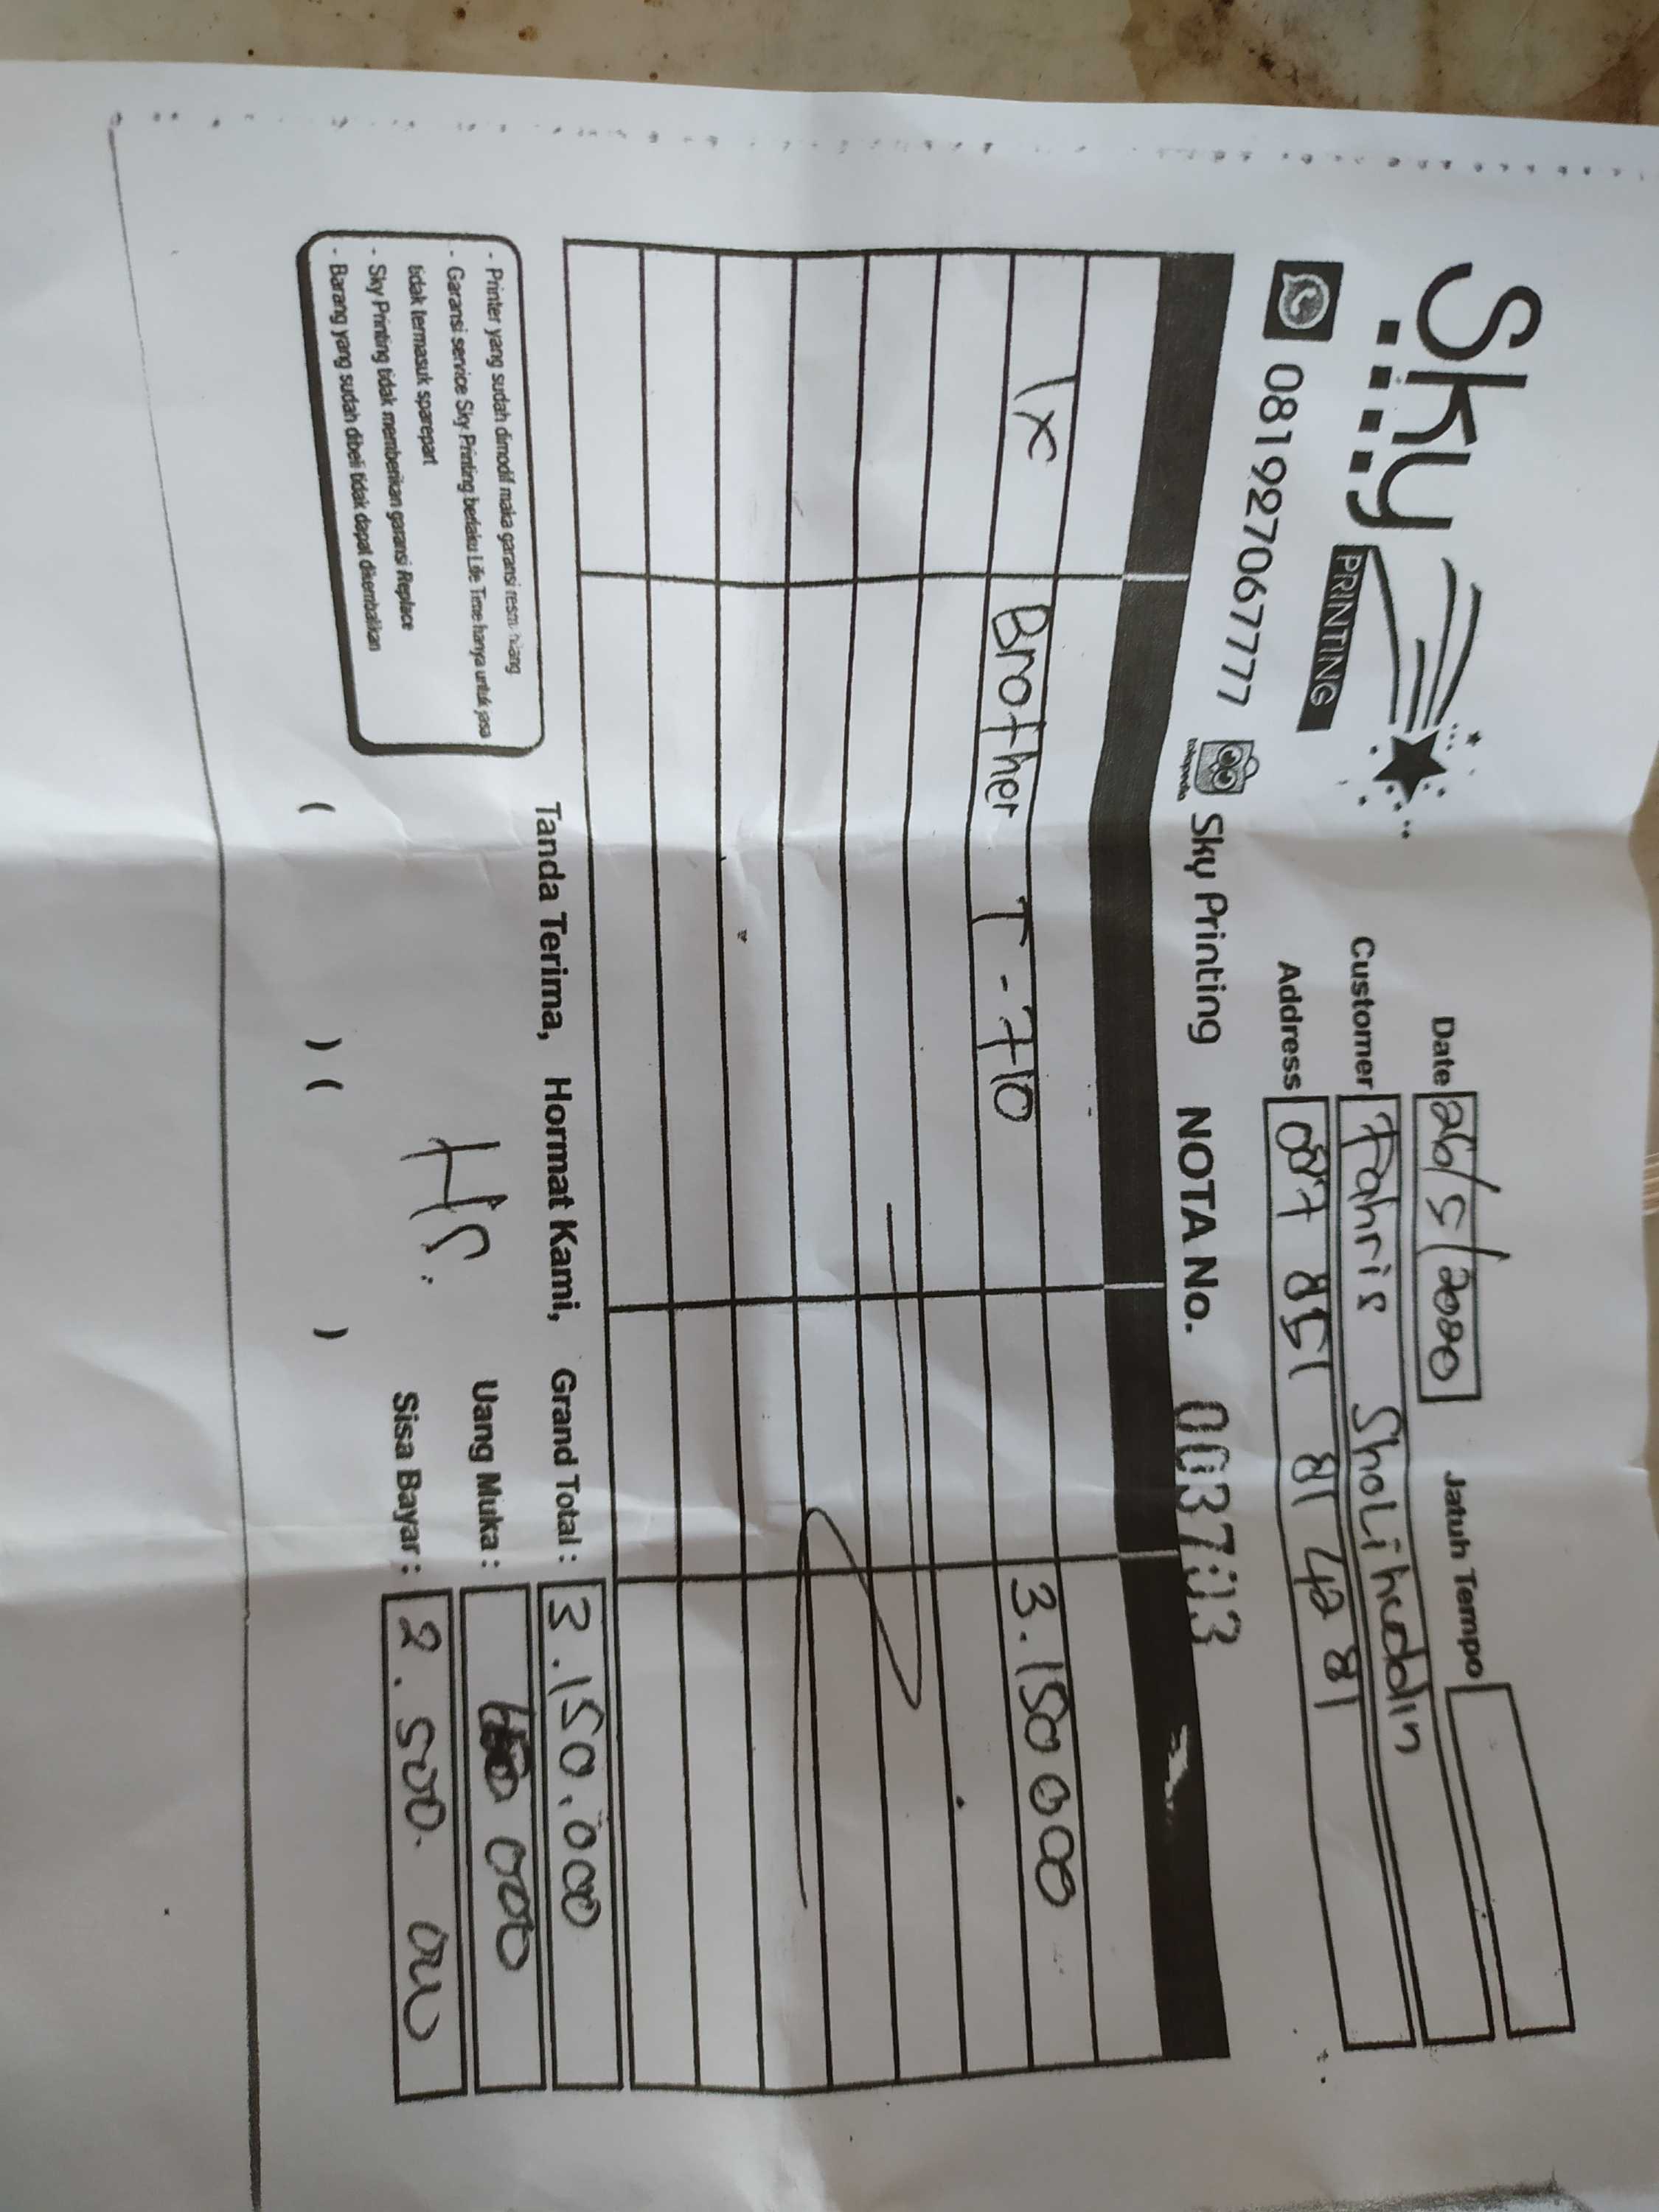 Sky
PRINTING
Date 26/5/2020 Jatuh Tempo
Customer Fahris Sholihuddin
Address 087 851 81 42 81
081927067777 tokopedia Sky Printing NOTA No. 0037
1x Brother T-710 3.150 000
Tanda Terima, Hormat Kami, Grand Total : 3.150.000
Uang Muka : 000
Sisa Bayar : 2.500.000
- Printer yang sudah dimodif maka garansi resmi hilang
- Garansi service Sky Printing berlaku Life Time hanya untuk jasa
tidak termasuk sparepart
- Sky Printing tidak memberikan garansi Replace
- Barang yang sudah dibeli tidak dapat dikembalikan
( ) ( )